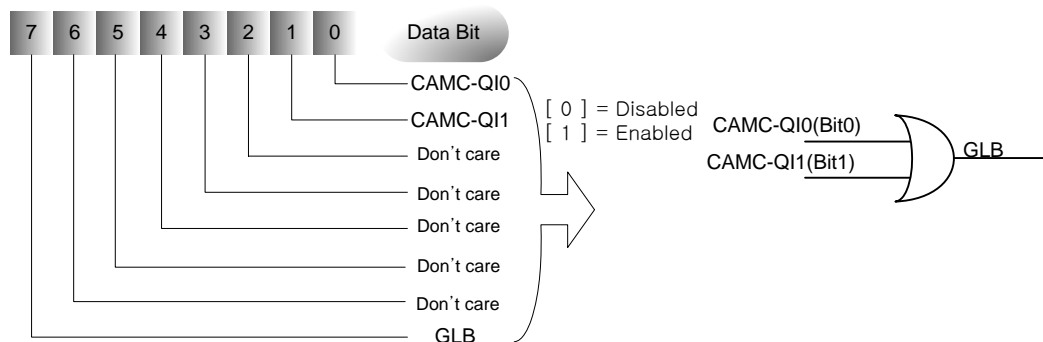 7 6 5 4 3 2 1 0 Data Bit
CAMC-QI0
CAMC-QI1
Don't care
Don't care
Don't care
Don't care
Don't care
GLB
[ 0 ] = Disabled
[ 1 ] = Enabled
CAMC-QI0(Bit0)
CAMC-QI1(Bit1)
GLB